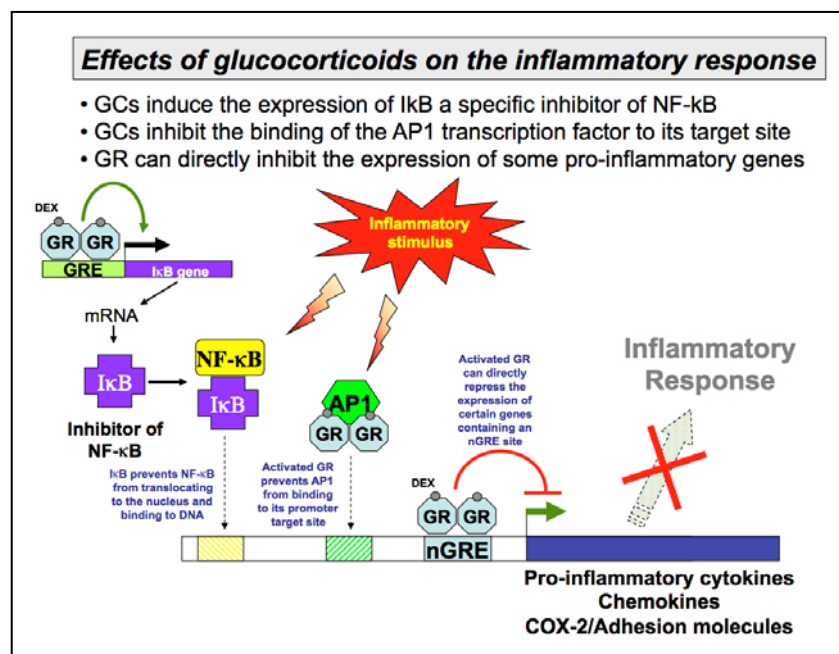 Effects of glucocorticoids on the inflammatory response
• GCs induce the expression of IkB a specific inhibitor of NF-kB
• GCs inhibit the binding of the AP1 transcription factor to its target site
• GR can directly inhibit the expression of some pro-inflammatory genes
DEX
GR GR
GRE
IκB gene
mRNA
IκB
Inhibitor of
NF-κB
NF-κB
IκB
Inflammatory
stimulus
AP1
GR GR
IκB prevents NF-κB
from translocating
to the nucleus and
binding to DNA
Activated GR
prevents AP1
from binding
to its promoter
target site
Activated GR
can directly
repress the
expression of
certain genes
containing an
nGRE site
DEX
GR GR
nGRE
Inflammatory
Response
Pro-inflammatory cytokines
Chemokines
COX-2/Adhesion molecules